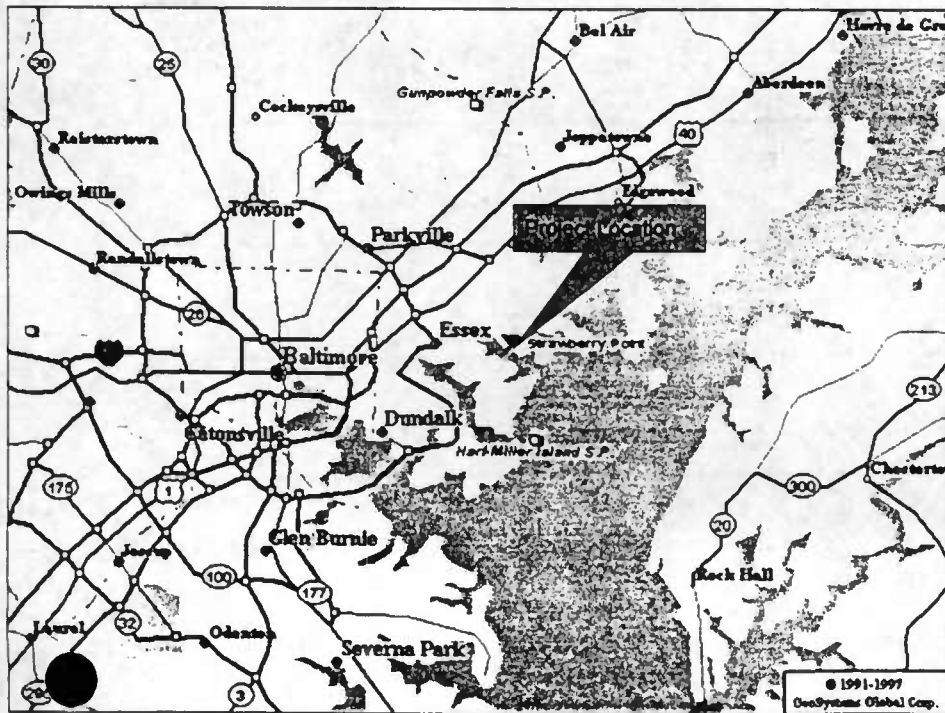 Havre de Gr
Bel Air
30
25
Aberdeen
Gunpowder Falls S.P.
Cockeysville
Joppatowne
40
Reisterstown
Edgewood
Owings Mills
Towson
Project Location
Parkville
Randallstown
26
Essex
Strawberry Point
Baltimore
213
Dundalk
Catonsville
Hart-Miller Island S.P.
Chestertow
175
1
300
20
Glen Burnie
Jessup
100
177
Rock Hall
32
Laurel
Odenton
Severna Park
3
© 1991-1997
GeoSystems Global Corp.